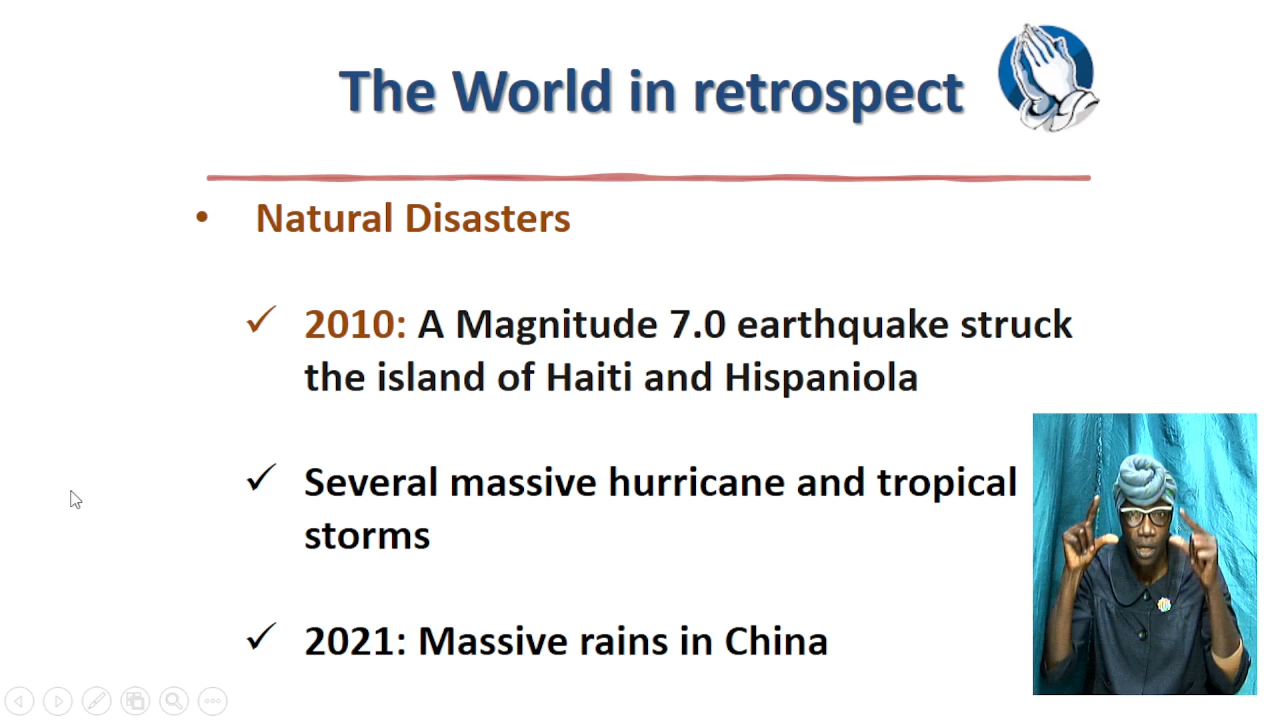 The World in retrospect
• Natural Disasters
✓ 2010: A Magnitude 7.0 earthquake struck
the island of Haiti and Hispaniola
✓ Several massive hurricane and tropical
storms
✓ 2021: Massive rains in China